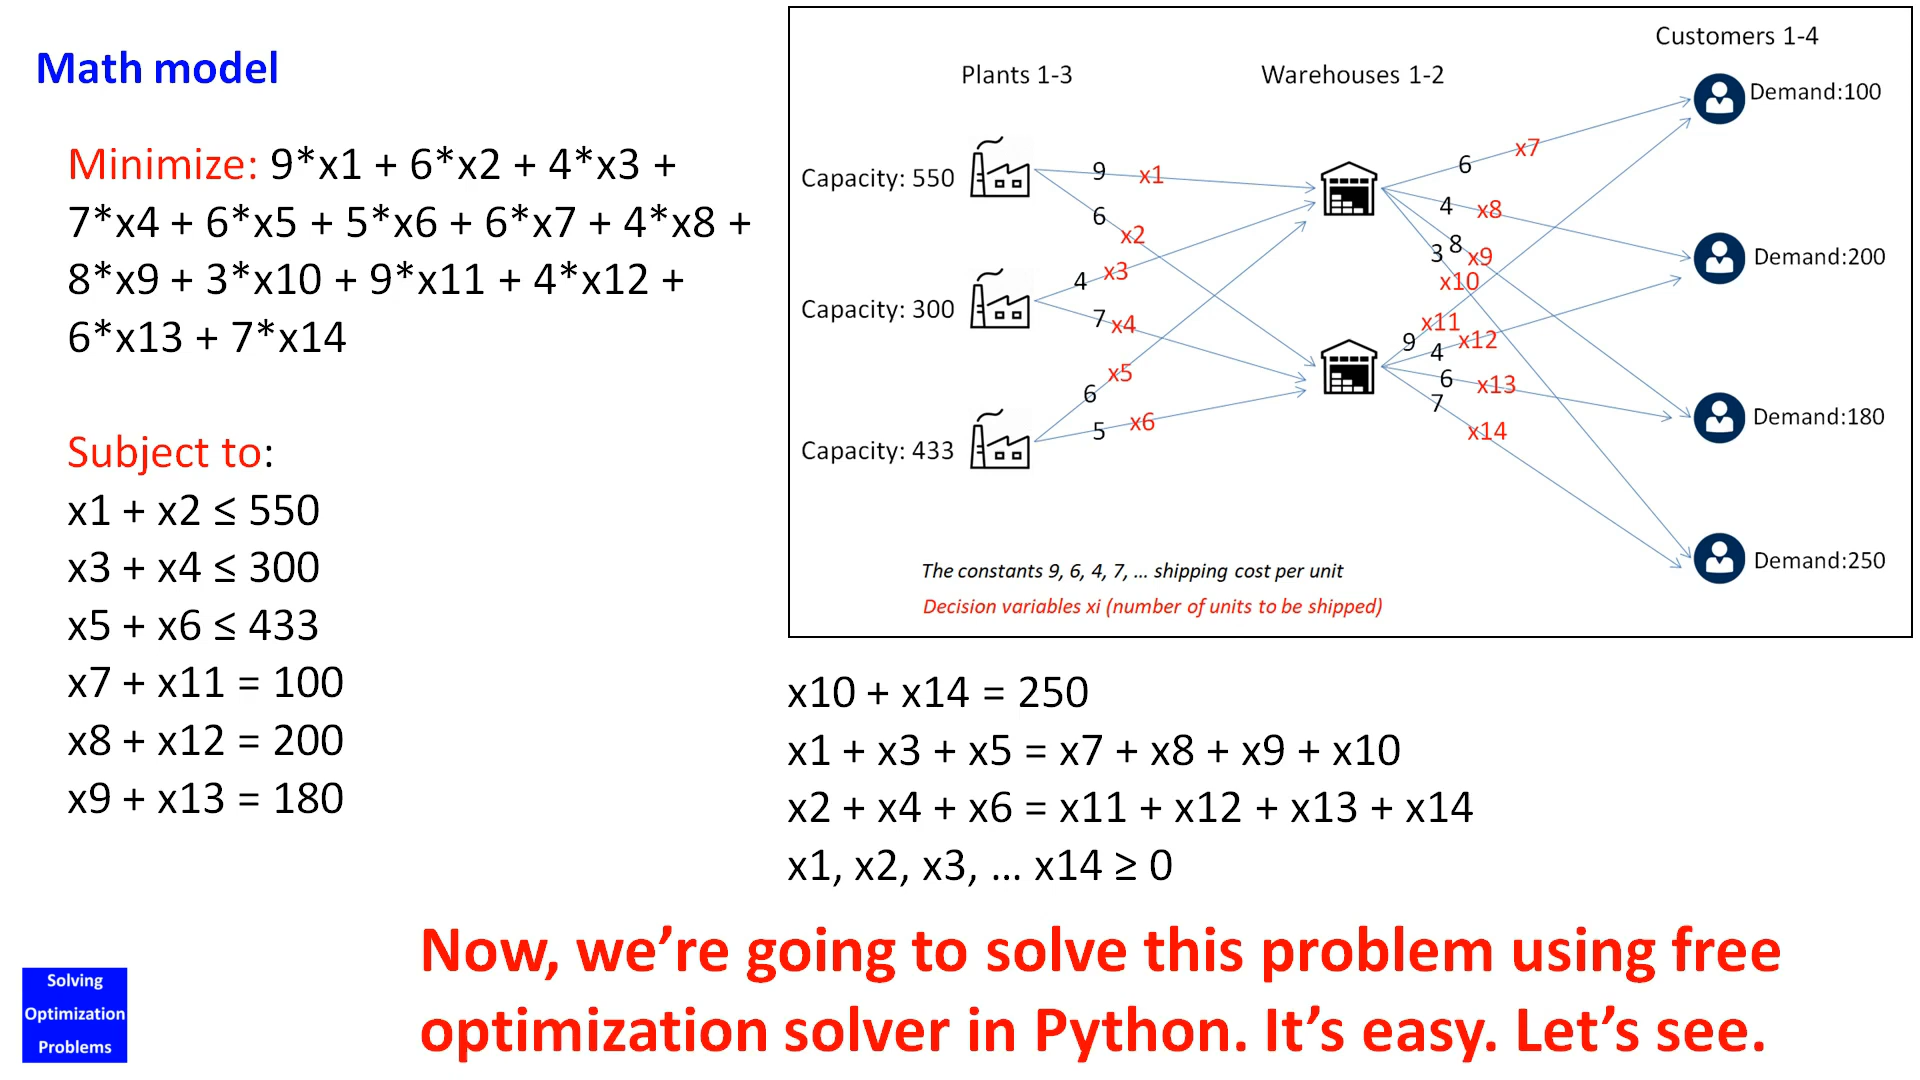 Math model
Minimize: 9*x1 + 6*x2 + 4*x3 +
7*x4 + 6*x5 + 5*x6 + 6*x7 + 4*x8 +
8*x9 + 3*x10 + 9*x11 + 4*x12 +
6*x13 + 7*x14
Subject to:
x1 + x2 ≤ 550
x3 + x4 ≤ 300
x5 + x6 ≤ 433
x7 + x11 = 100
x8 + x12 = 200
x9 + x13 = 180
Customers 1-4
Plants 1-3
Warehouses 1-2
Demand:100
Capacity: 550
9
x1
6
x2
6
x7
4
x8
Demand:200
4
x3
8
x9
3
x10
Capacity: 300
7
x4
x11
9
x12
4
6
x13
7
x14
Demand:180
x5
6
x6
5
Capacity: 433
Demand:250
The constants 9, 6, 4, 7, ... shipping cost per unit
Decision variables xi (number of units to be shipped)
x10 + x14 = 250
x1 + x3 + x5 = x7 + x8 + x9 + x10
x2 + x4 + x6 = x11 + x12 + x13 + x14
x1, x2, x3, ... x14 ≥ 0
Now, we’re going to solve this problem using free
optimization solver in Python. It’s easy. Let’s see.
Solving
Optimization
Problems